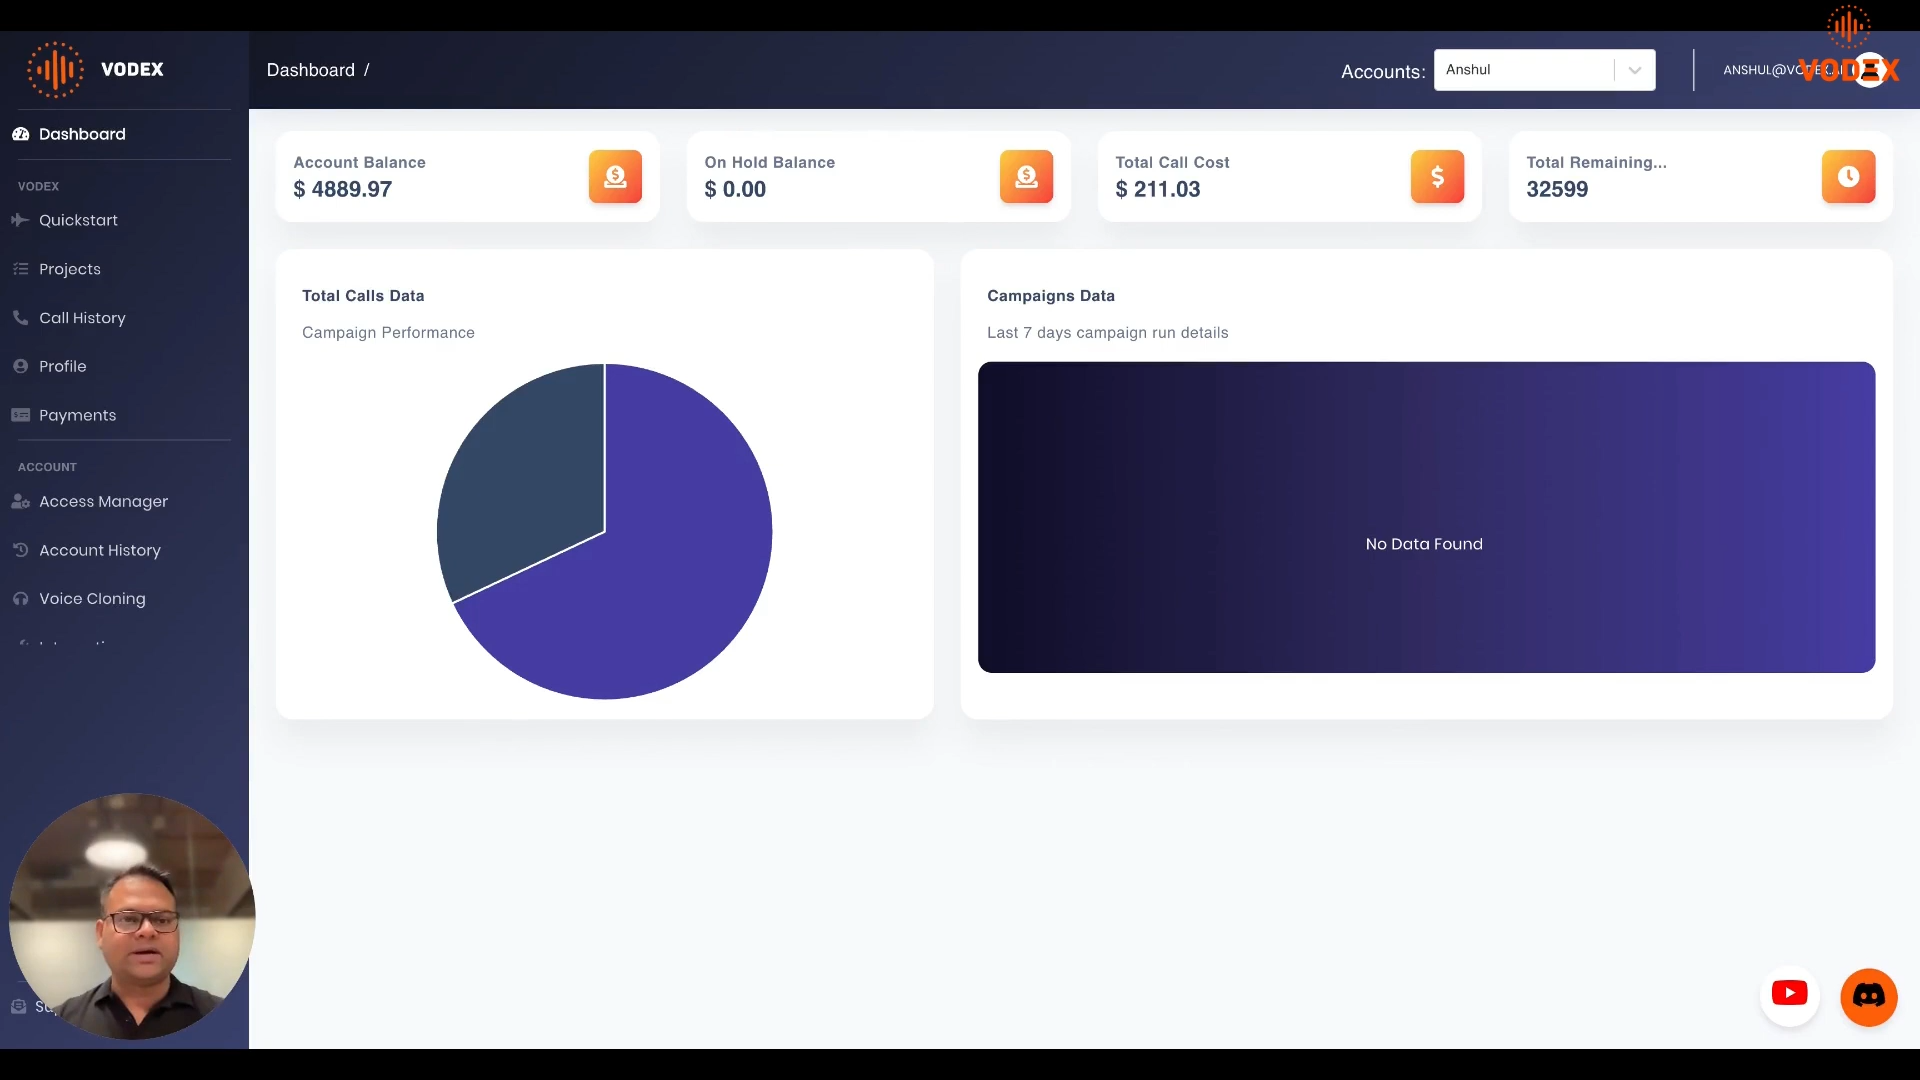 VODEX
VODEX
Dashboard /
Accounts:
Anshul
Dashboard
VODEX
Quickstart
Projects
Call History
Profile
Payments
ACCOUNT
Access Manager
Account History
Voice Cloning
Account Balance
$ 4889.97
On Hold Balance
$ 0.00
Total Call Cost
$ 211.03
Total Remaining...
32599
Total Calls Data
Campaign Performance
Campaigns Data
Last 7 days campaign run details
No Data Found